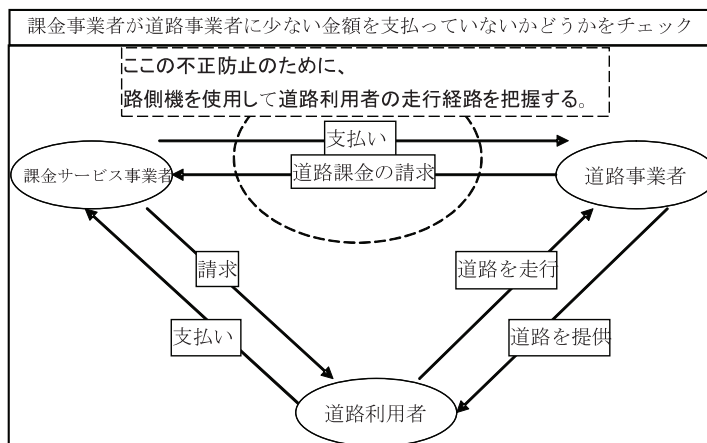 課金事業者が道路事業者に少ない金額を支払っていないかどうかをチェック
ここの不正防止のために、
路側機を使用して道路利用者の走行経路を把握する。
支払い
課金サービス事業者
道路課金の請求
道路事業者
請求
道路を走行
支払い
道路を提供
道路利用者